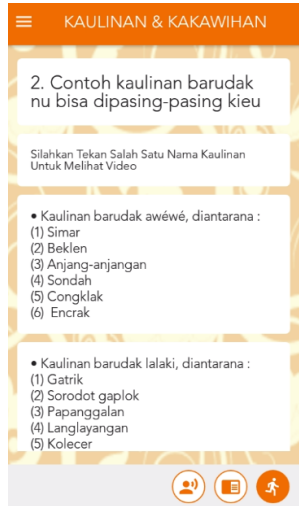 KAULINAN & KAKAWIHAN
2. Contoh kaulinan barudak
nu bisa dipasing-pasing kieu
Silahkan Tekan Salah Satu Nama Kaulinan
Untuk Melihat Video
• Kaulinan barudak awéwé, diantarana :
(1) Simar
(2) Beklen
(3) Anjang-anjangan
(4) Sondah
(5) Congklak
(6) Encrak
• Kaulinan barudak lalaki, diantarana :
(1) Gatrik
(2) Sorodot gaplok
(3) Papanggalan
(4) Langlayangan
(5) Kolecer